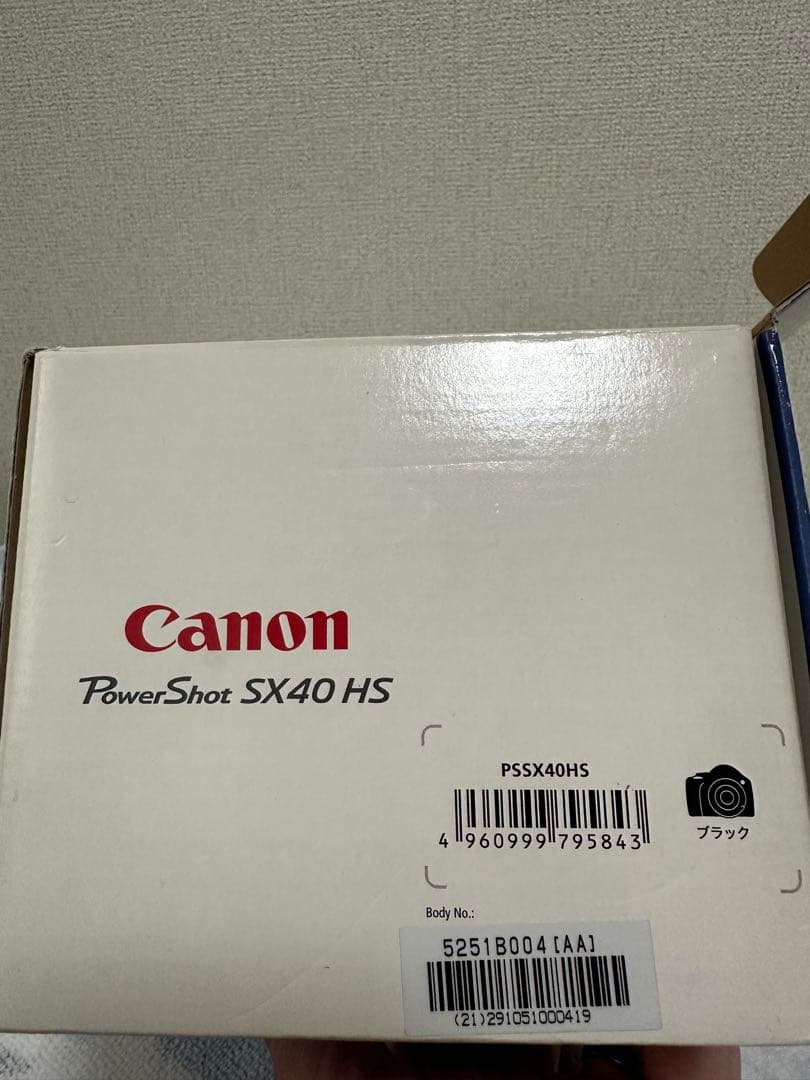 Canon
PowerShot SX40 HS
PSSX40HS
4 960999 795843
ブラック
Body No.:
5251B004[AA]
(21)291051000419